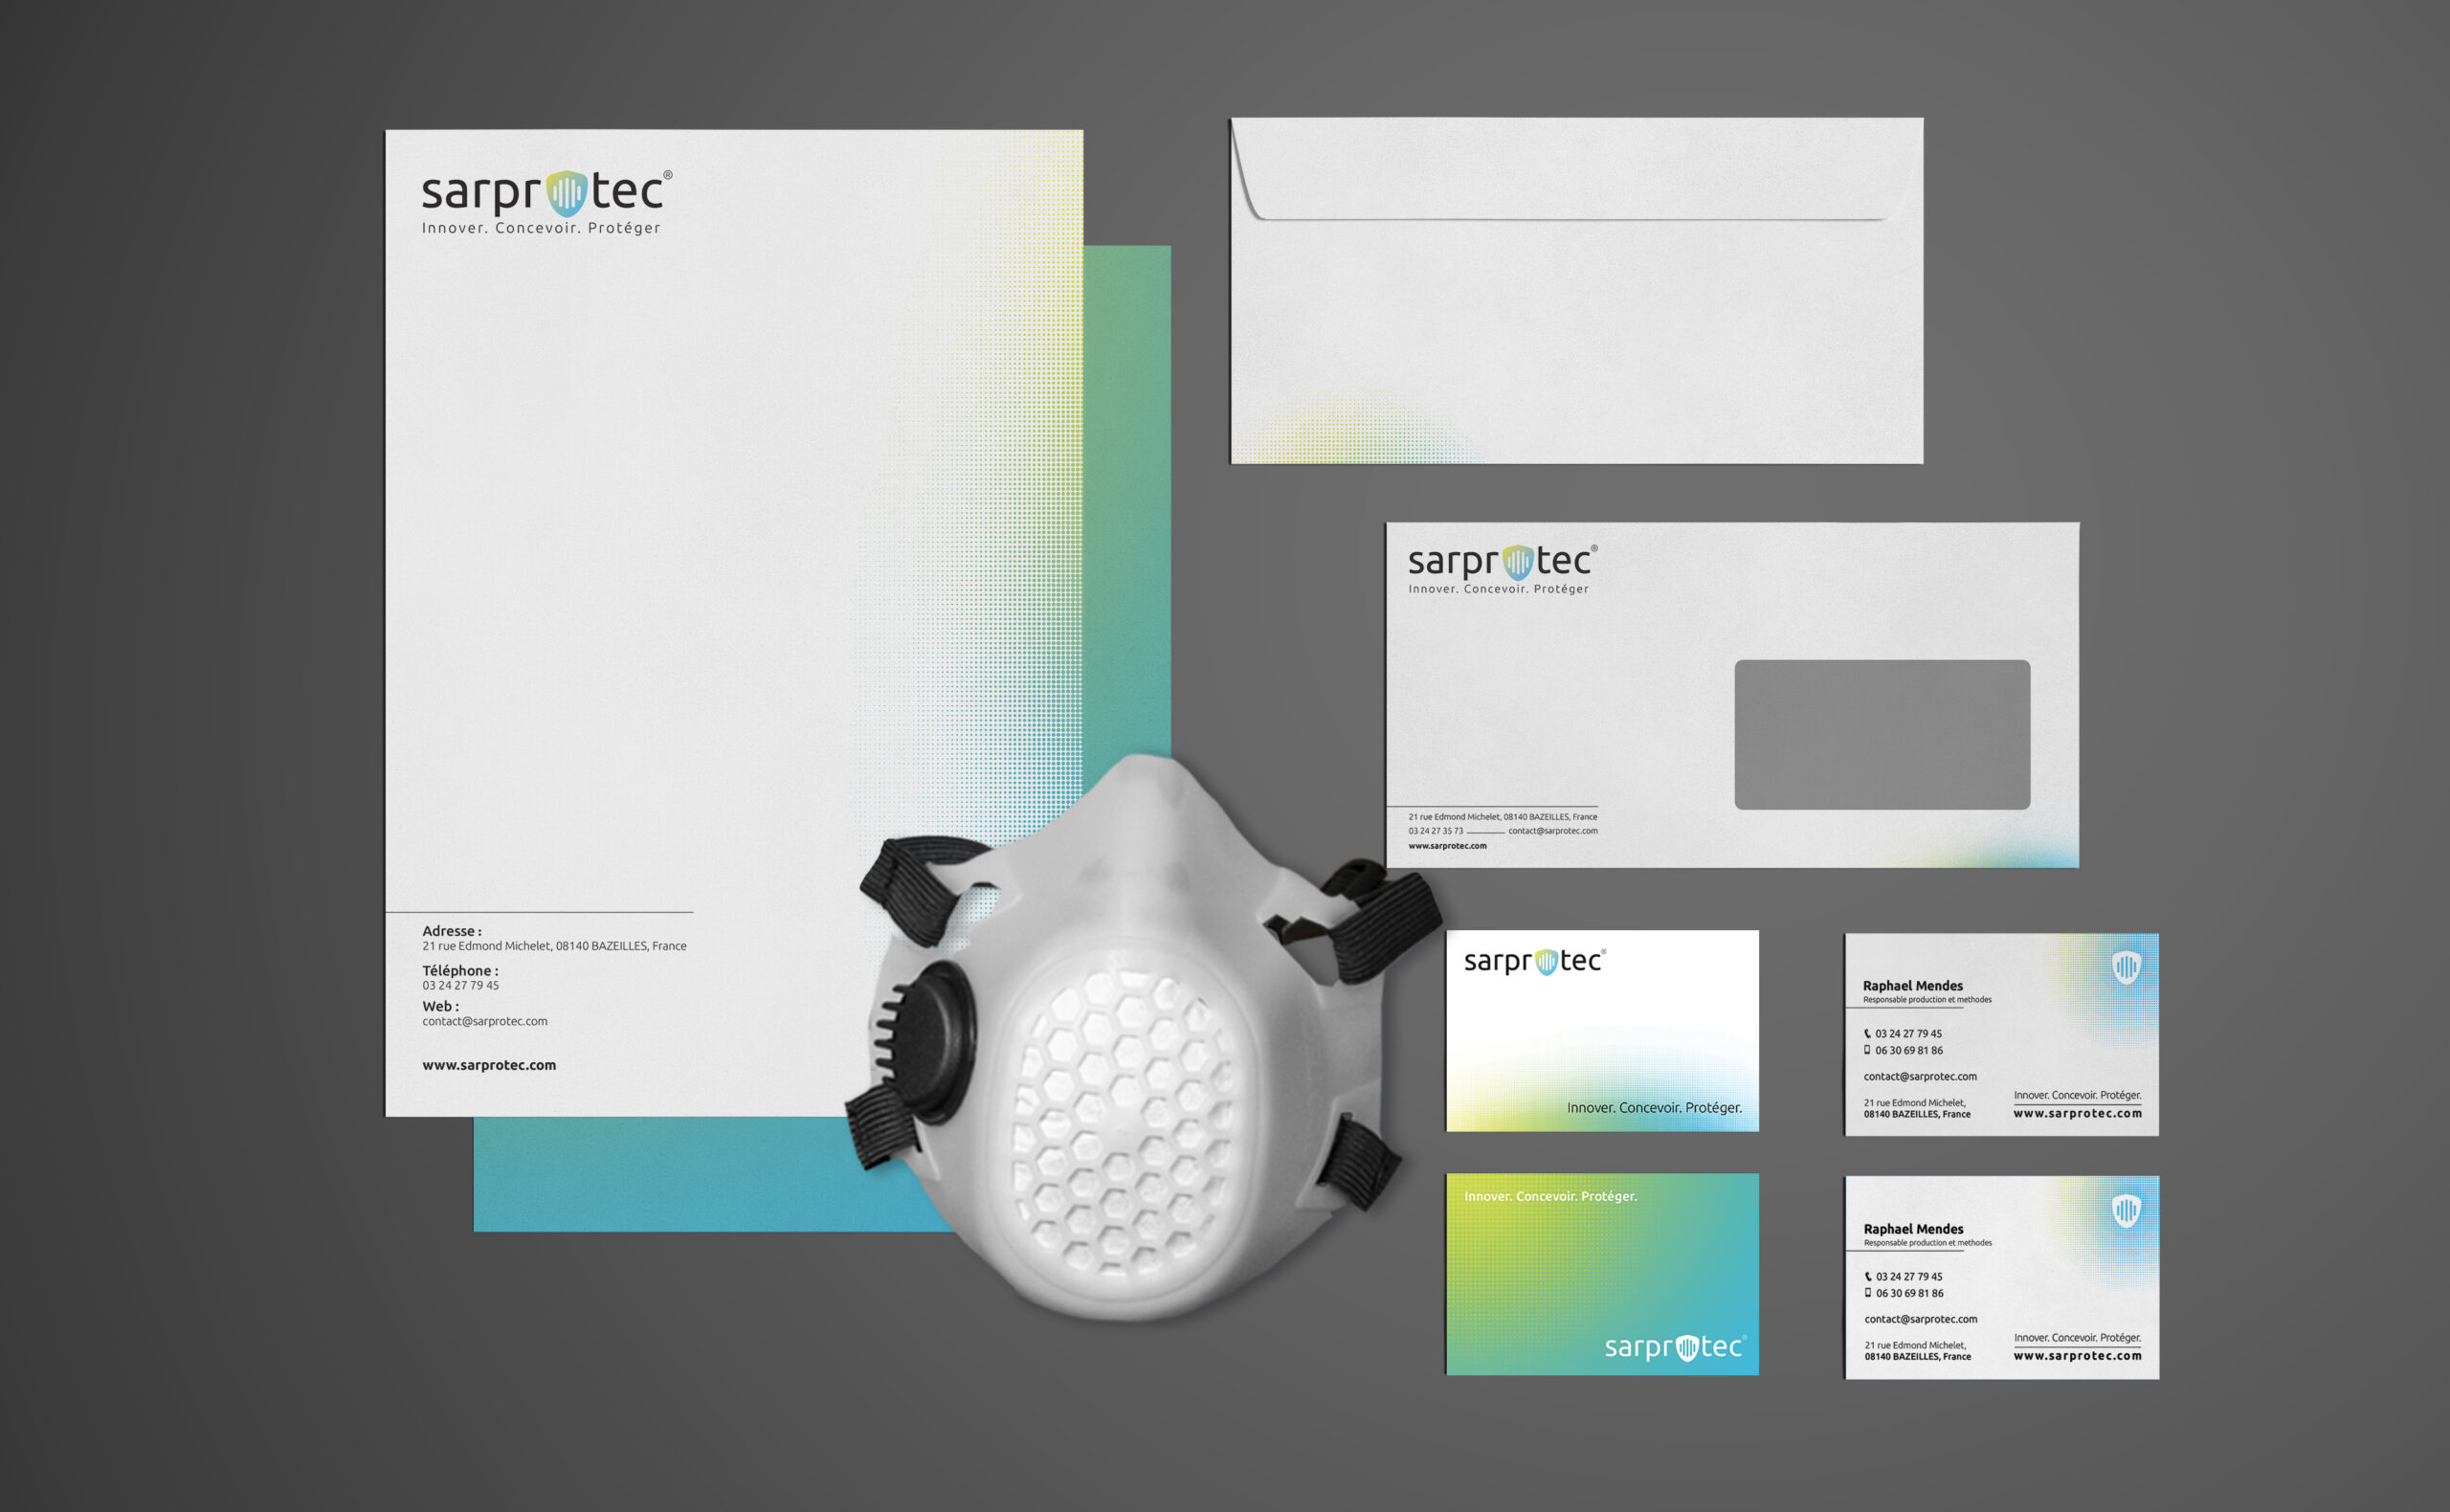 sarprotec®
Innover. Concevoir. Protéger
Adresse :
21 rue Edmond Michelet, 08140 BAZEILLES, France
Téléphone :
03 24 27 79 45
Web :
contact@sarprotec.com
www.sarprotec.com
sarprotec®
Innover. Concevoir. Protéger
21 rue Edmond Michelet, 08140 BAZEILLES, France
03 24 27 35 73 contact@sarprotec.com
www.sarprotec.com
sarprotec®
Innover. Concevoir. Protéger.
Raphael Mendes
Responsable production et methodes
03 24 27 79 45
06 30 69 81 86
contact@sarprotec.com
21 rue Edmond Michelet,
08140 BAZEILLES, France
Innover. Concevoir. Protéger.
www.sarprotec.com
Innover. Concevoir. Protéger.
sarprotec®
Raphael Mendes
Responsable production et methodes
03 24 27 79 45
06 30 69 81 86
contact@sarprotec.com
21 rue Edmond Michelet,
08140 BAZEILLES, France
Innover. Concevoir. Protéger.
www.sarprotec.com